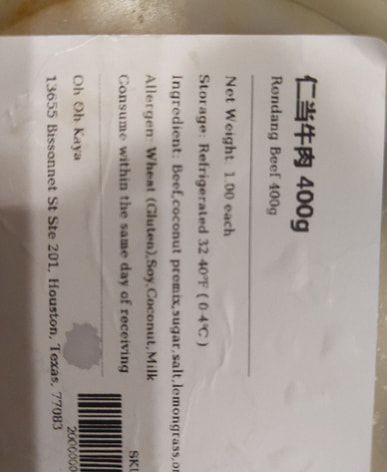 仁当牛肉 400g
Rendang Beef 400g
Net Weight: 1.00 each
Storage: Refrigerated 32-40°F (0-4°C)
Ingredient: Beef,coconut premix,sugar,salt,lemongrass,
Allergen: Wheat (Gluten),Soy,Coconut,Milk
Consume within the same day of receiving
Oh Oh Kaya
13655 Bissonnet St Ste 201, Houston, Texas, 77083
SKU